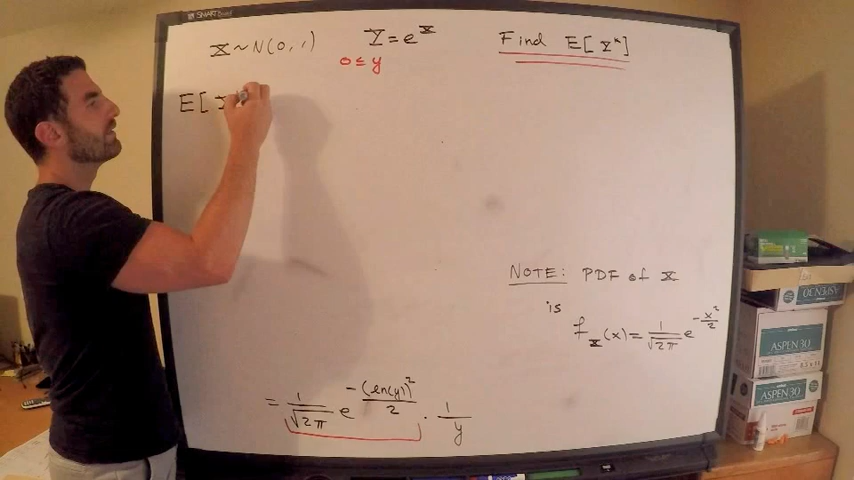 X ~ N(0, 1) Y = e^X Find E[Y^k]
0 ≤ y
E[
NOTE: PDF of X
is
f_X(x) = 1/√2π e^(-x²/2)
= 1/√2π e^(-(ln(y))²/2) · 1/y
SMART Board
ASPEN 30
ASPEN 30
ASPEN 30